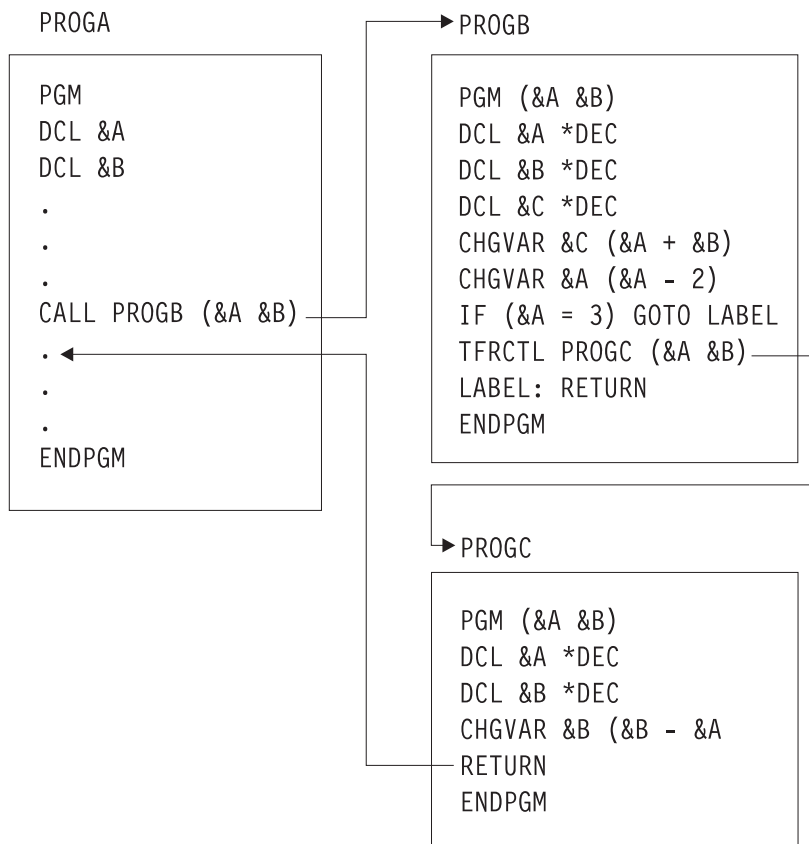 PROGA
PGM
DCL &A
DCL &B
.
.
.
CALL PROGB (&A &B)
.
.
.
ENDPGM
PROGB
PGM (&A &B)
DCL &A *DEC
DCL &B *DEC
DCL &C *DEC
CHGVAR &C (&A + &B)
CHGVAR &A (&A - 2)
IF (&A = 3) GOTO LABEL
TFRCTL PROGC (&A &B)
LABEL: RETURN
ENDPGM
PROGC
PGM (&A &B)
DCL &A *DEC
DCL &B *DEC
CHGVAR &B (&B - &A
RETURN
ENDPGM